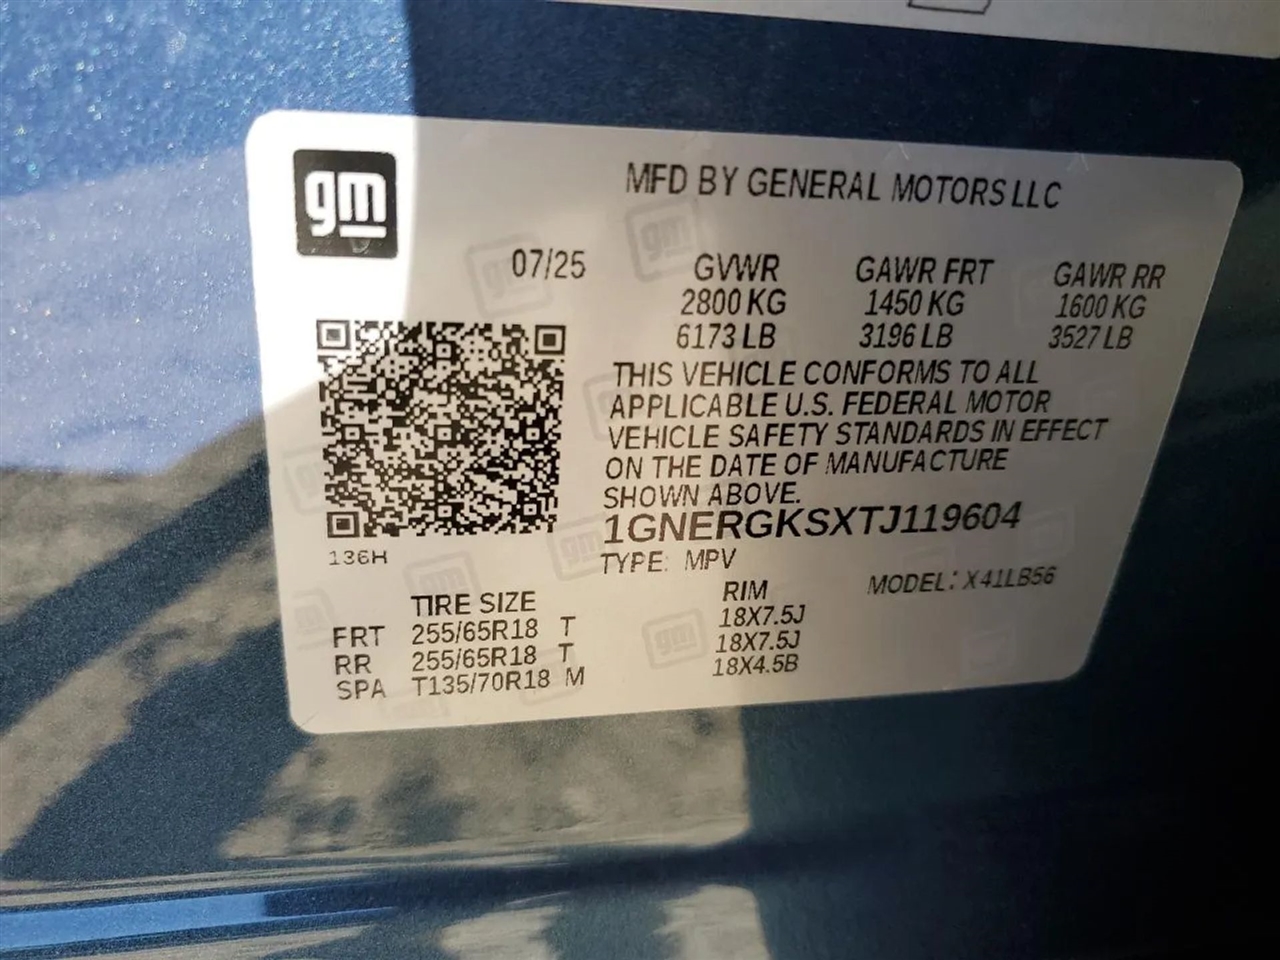 gm
MFD BY GENERAL MOTORS LLC
07/25
GVWR GAWR FRT GAWR RR
2800 KG 1450 KG 1600 KG
6173 LB 3196 LB 3527 LB
THIS VEHICLE CONFORMS TO ALL
APPLICABLE U.S. FEDERAL MOTOR
VEHICLE SAFETY STANDARDS IN EFFECT
ON THE DATE OF MANUFACTURE
SHOWN ABOVE.
1GNERGKSXTJ119604
136H
TYPE: MPV MODEL: X41LB56
TIRE SIZE RIM
FRT 255/65R18 T 18X7.5J
RR 255/65R18 T 18X7.5J
SPA T135/70R18 M 18X4.5B